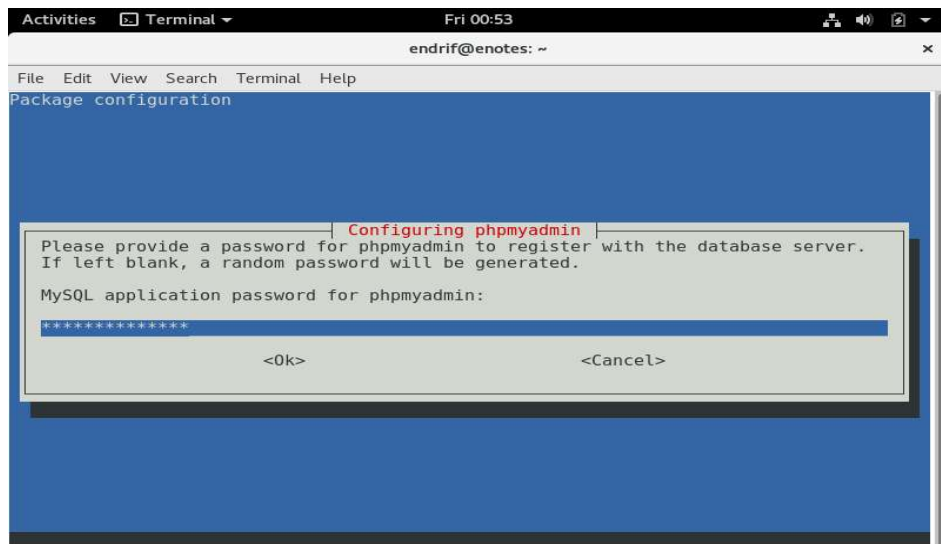 Activities Terminal Fri 00:53
endrif@enotes: ~ ×
File Edit View Search Terminal Help
Package configuration
Configuring phpmyadmin
Please provide a password for phpmyadmin to register with the database server.
If left blank, a random password will be generated.
MySQL application password for phpmyadmin:
**************
<Ok> <Cancel>